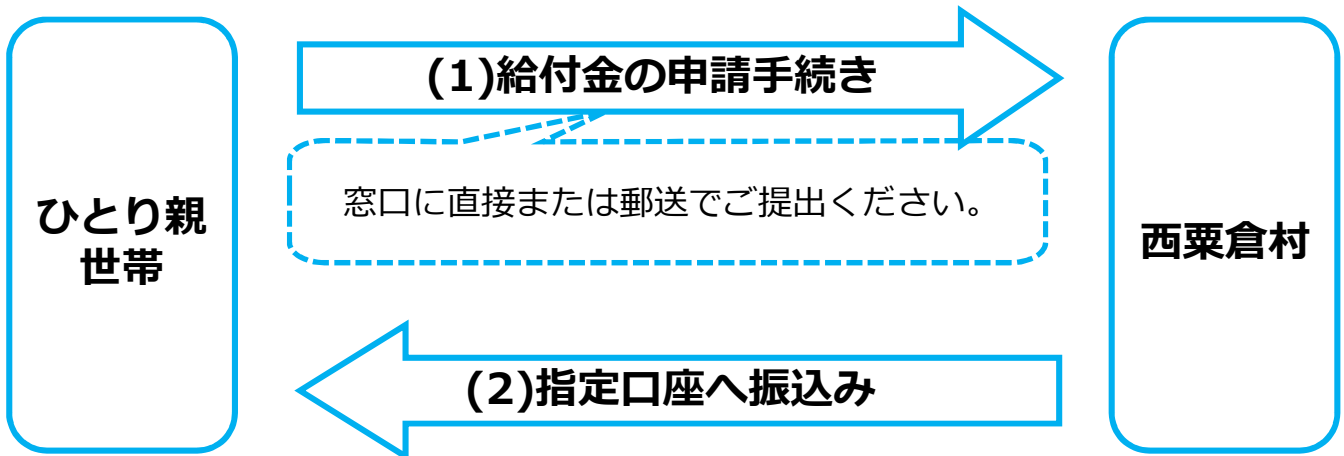 (1)給付金の申請手続き
窓口に直接または郵送でご提出ください。
ひとり親
世帯
西粟倉村
(2)指定口座へ振込み